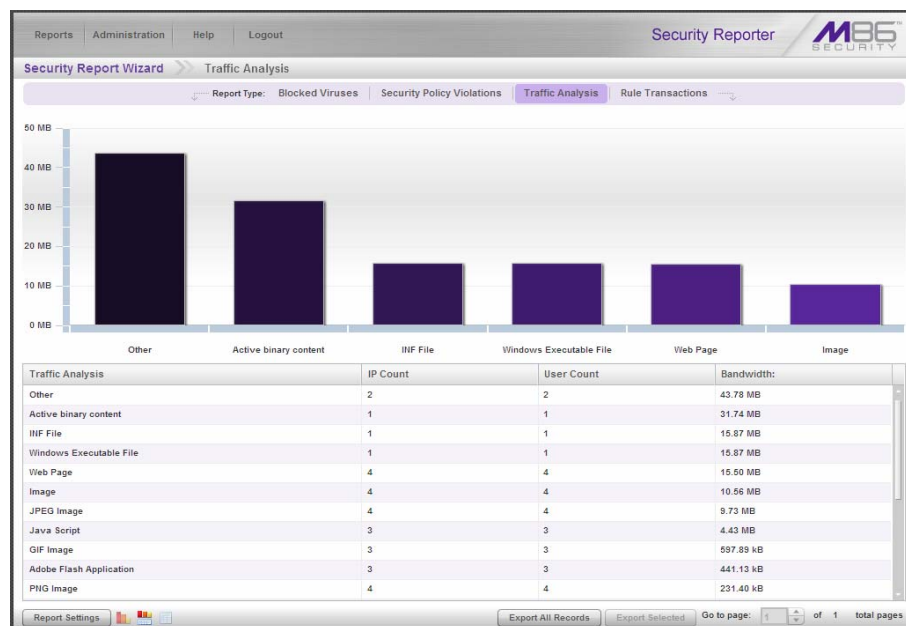 Reports Administration Help Logout Security Reporter M86 SECURITY
Security Report Wizard Traffic Analysis
Report Type: Blocked Viruses Security Policy Violations Traffic Analysis Rule Transactions
50 MB
40 MB
30 MB
20 MB
10 MB
0 MB
Other Active binary content INF File Windows Executable File Web Page Image
Traffic Analysis IP Count User Count Bandwidth:
Other 2 2 43.78 MB
Active binary content 1 1 31.74 MB
INF File 1 1 15.87 MB
Windows Executable File 1 1 15.87 MB
Web Page 4 4 15.50 MB
Image 4 4 10.56 MB
JPEG Image 4 4 9.73 MB
Java Script 3 3 4.43 MB
GIF Image 3 3 597.89 kB
Adobe Flash Application 3 3 441.13 kB
PNG Image 4 4 231.40 kB
Report Settings Export All Records Export Selected Go to page: 1 of 1 total pages